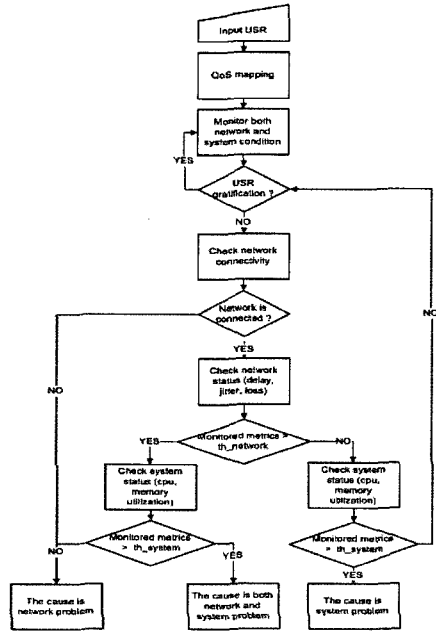 Input USR
QoS mapping
Monitor both
network and
system condition
YES
USR
gratification ?
NO
Check network
connectivity
Network is
connected ?
NO
NO
YES
Check network
status (delay,
jitter, loss)
YES
Monitored metrics >
th_network
NO
Check system
status (cpu,
memory
utilization)
Check system
status (cpu,
memory
utilization)
Monitored metrics
> th_system
Monitored metrics
> th_system
NO
YES
YES
The cause is
network problem
The cause is both
network and
system problem
The cause is
system problem